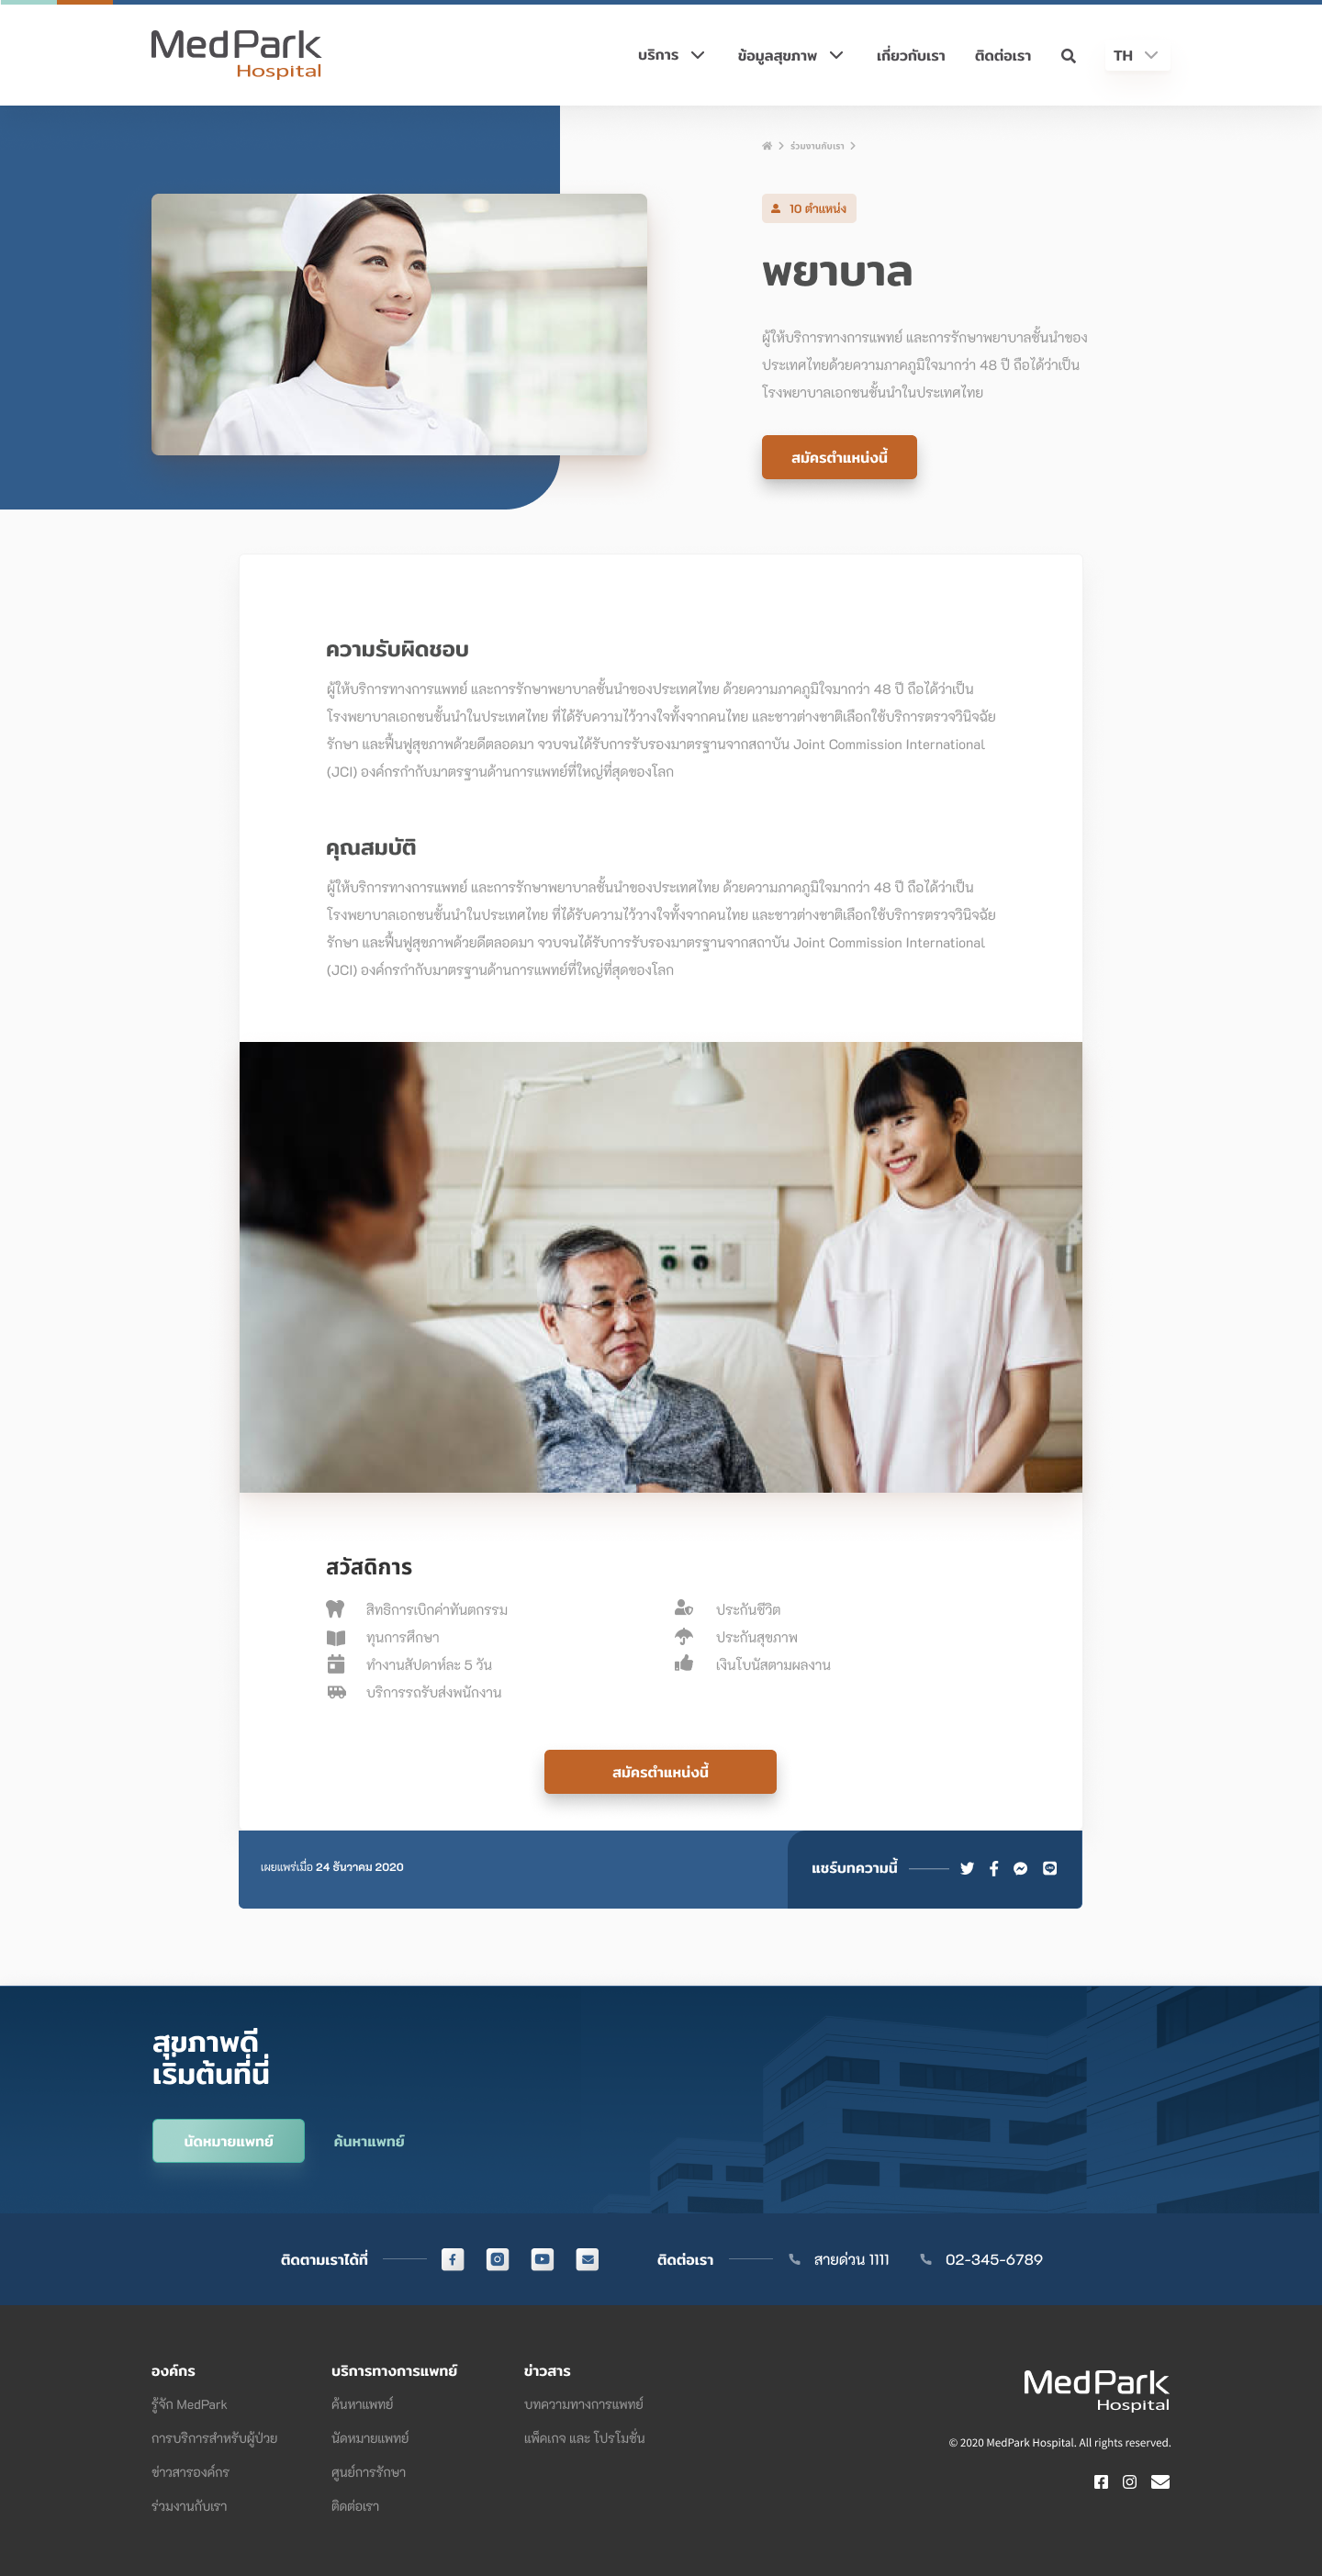 MedPark
Hospital
บริการ
ข้อมูลสุขภาพ
เกี่ยวกับเรา
ติดต่อเรา
TH
ร่วมงานกับเรา
10 ตำแหน่ง
พยาบาล
ผู้ให้บริการทางการแพทย์ และการรักษาพยาบาลชั้นนำของ
ประเทศไทยด้วยความภาคภูมิใจมากว่า 48 ปี ถือได้ว่าเป็น
โรงพยาบาลเอกชนชั้นนำในประเทศไทย
สมัครตำแหน่งนี้
ความรับผิดชอบ
ผู้ให้บริการทางการแพทย์ และการรักษาพยาบาลชั้นนำของประเทศไทย ด้วยความภาคภูมิใจมากว่า 48 ปี ถือได้ว่าเป็น
โรงพยาบาลเอกชนชั้นนำในประเทศไทย ที่ได้รับความไว้วางใจทั้งจากคนไทย และชาวต่างชาติเลือกใช้บริการตรวจวินิจฉัย
รักษา และฟื้นฟูสุขภาพด้วยดีตลอดมา จวบจนได้รับการรับรองมาตรฐานจากสถาบัน Joint Commission International
(JCI) องค์กรกำกับมาตรฐานด้านการแพทย์ที่ใหญ่ที่สุดของโลก
คุณสมบัติ
ผู้ให้บริการทางการแพทย์ และการรักษาพยาบาลชั้นนำของประเทศไทย ด้วยความภาคภูมิใจมากว่า 48 ปี ถือได้ว่าเป็น
โรงพยาบาลเอกชนชั้นนำในประเทศไทย ที่ได้รับความไว้วางใจทั้งจากคนไทย และชาวต่างชาติเลือกใช้บริการตรวจวินิจฉัย
รักษา และฟื้นฟูสุขภาพด้วยดีตลอดมา จวบจนได้รับการรับรองมาตรฐานจากสถาบัน Joint Commission International
(JCI) องค์กรกำกับมาตรฐานด้านการแพทย์ที่ใหญ่ที่สุดของโลก
สวัสดิการ
สิทธิการเบิกค่าทันตกรรม
ทุนการศึกษา
ทำงานสัปดาห์ละ 5 วัน
บริการรถรับส่งพนักงาน
ประกันชีวิต
ประกันสุขภาพ
เงินโบนัสตามผลงาน
สมัครตำแหน่งนี้
เผยแพร่เมื่อ 24 ธันวาคม 2020
แชร์บทความนี้
สุขภาพดี
เริ่มต้นที่นี่
นัดหมายแพทย์
ค้นหาแพทย์
ติดตามเราได้ที่
ติดต่อเรา
สายด่วน 1111
02-345-6789
องค์กร
รู้จัก MedPark
การบริการสำหรับผู้ป่วย
ข่าวสารองค์กร
ร่วมงานกับเรา
บริการทางการแพทย์
ค้นหาแพทย์
นัดหมายแพทย์
ศูนย์การรักษา
ติดต่อเรา
ข่าวสาร
บทความทางการแพทย์
แพ็คเกจ และ โปรโมชั่น
MedPark
Hospital
© 2020 MedPark Hospital. All rights reserved.